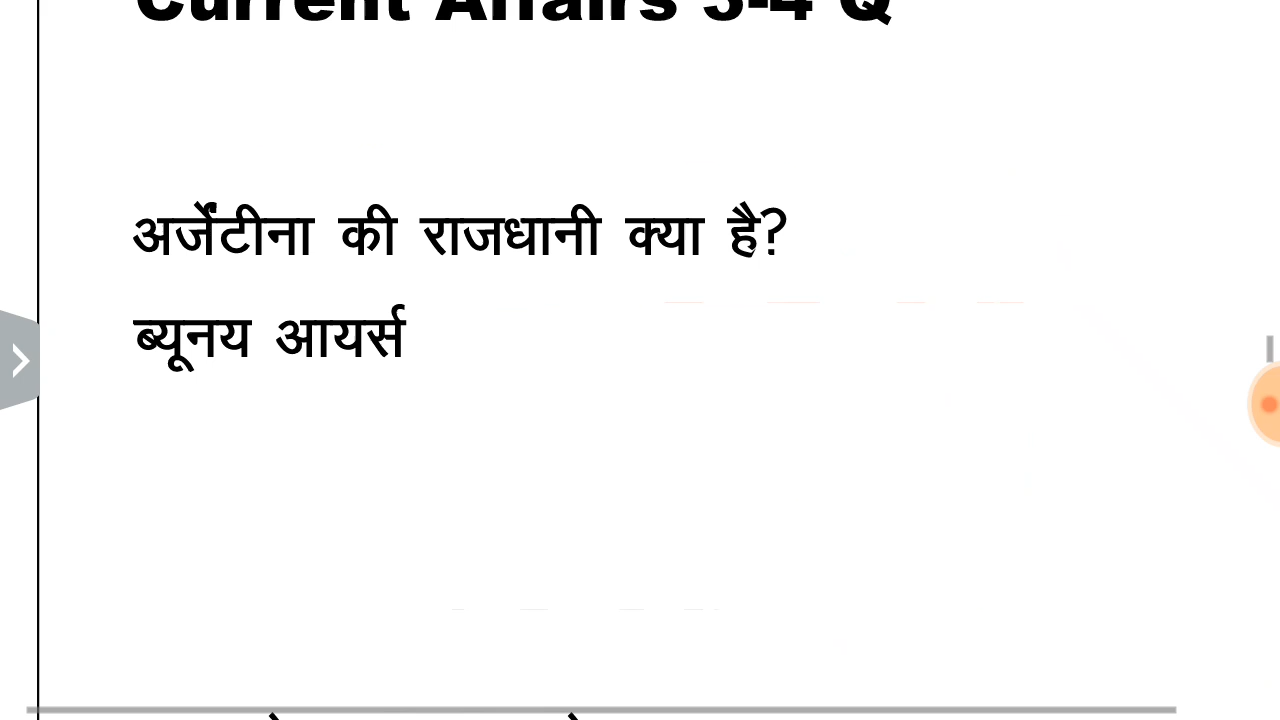 Current Affairs 3-4 Q
अर्जेंटीना की राजधानी क्या है?
ब्यूनय आयर्स